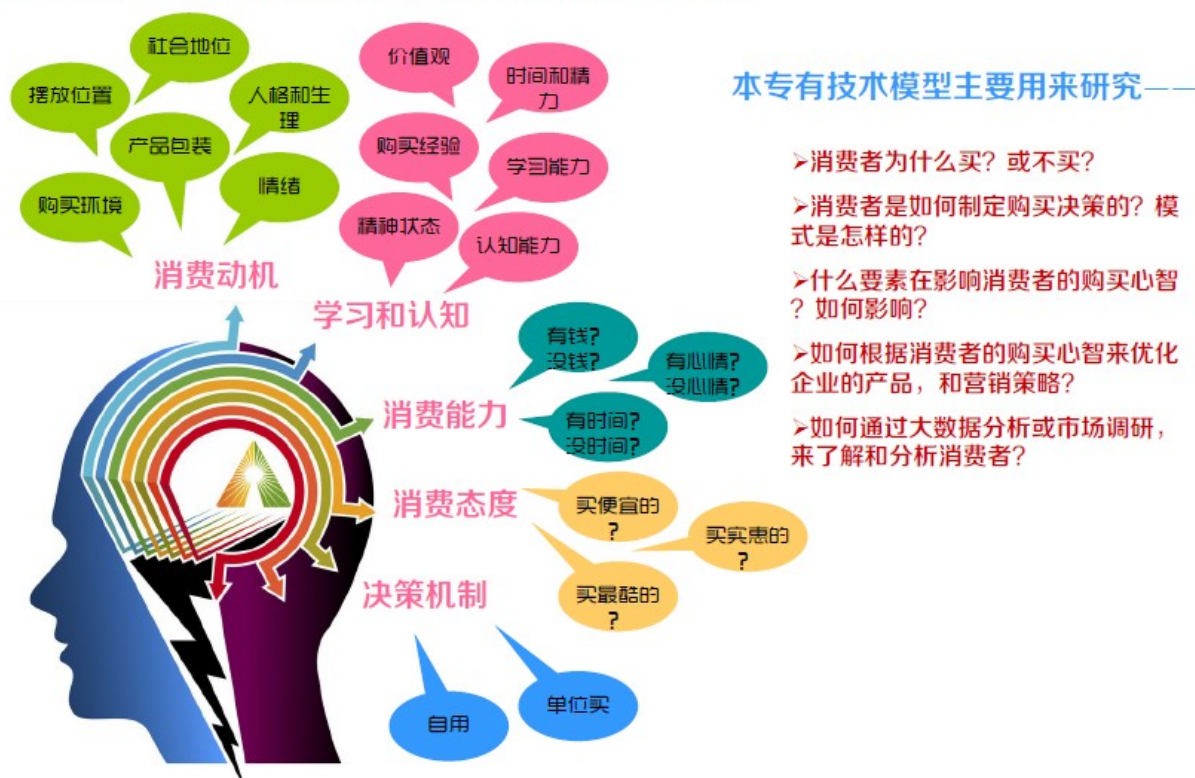 社会地位
摆放位置
人格和生
理
产品包装
情绪
购买环境
消费动机
价值观
时间和精
力
购买经验
学习能力
精神状态
认知能力
学习和认知
有钱?
没钱?
有心情?
没心情?
有时间?
没时间?
消费能力
消费态度
买便宜的
?
买实惠的
?
买最酷的
?
决策机制
自用
单位买
本专有技术模型主要用来研究——
➢消费者为什么买？或不买？
➢消费者是如何制定购买决策的？模
式是怎样的？
➢什么要素在影响消费者的购买心智
？如何影响？
➢如何根据消费者的购买心智来优化
企业的产品，和营销策略？
➢如何通过大数据分析或市场调研，
来了解和分析消费者？